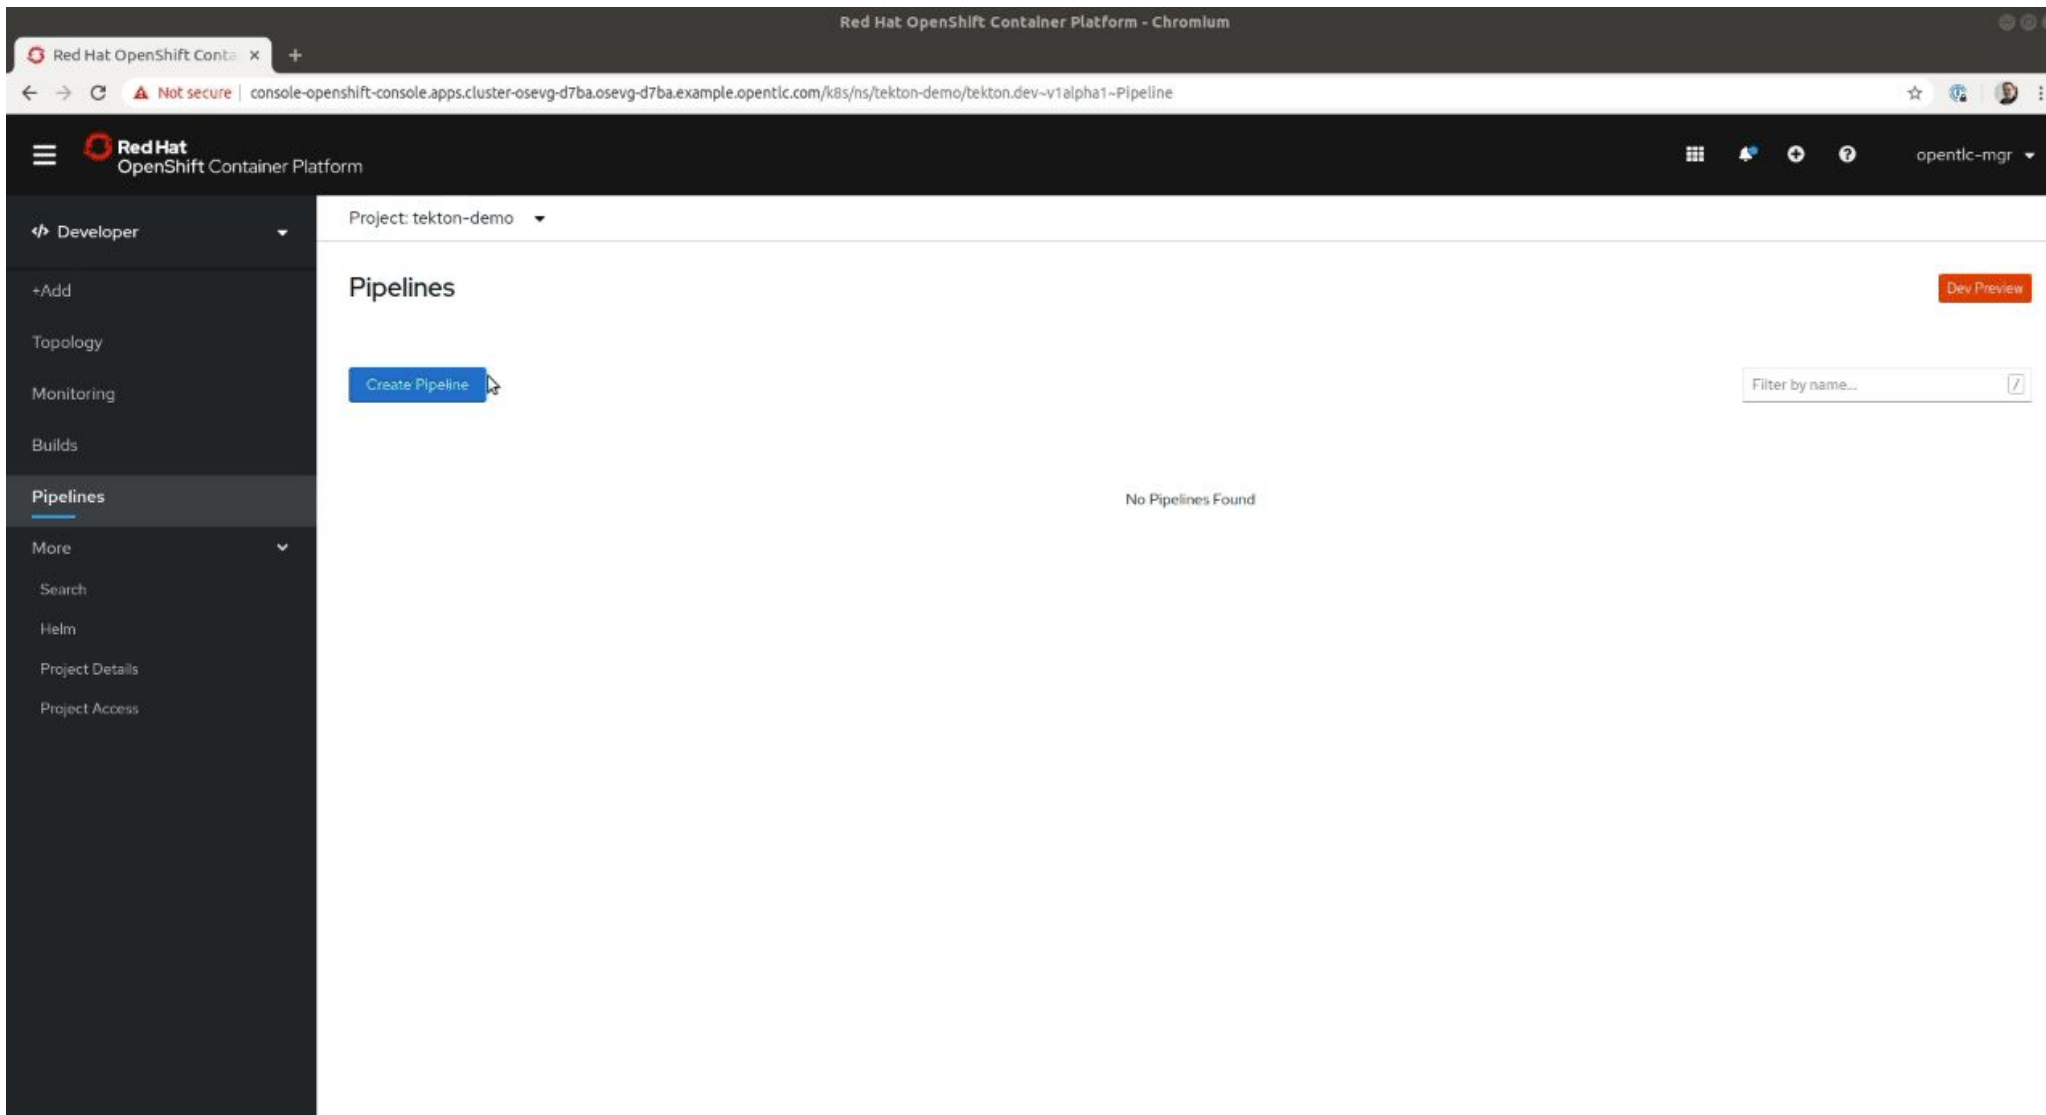 Red Hat OpenShift Container Platform - Chromium
Red Hat OpenShift Conta
Not secure
console-openshift-console.apps.cluster-osevg-d7ba.osevg-d7ba.example.opentlc.com/k8s/ns/tekton-demo/tekton.dev~v1alpha1~Pipeline
Red Hat
OpenShift Container Platform
opentlc-mgr
Developer
Project: tekton-demo
+Add
Pipelines
Dev Preview
Topology
Monitoring
Create Pipeline
Filter by name...
/
Builds
Pipelines
No Pipelines Found
More
Search
Helm
Project Details
Project Access